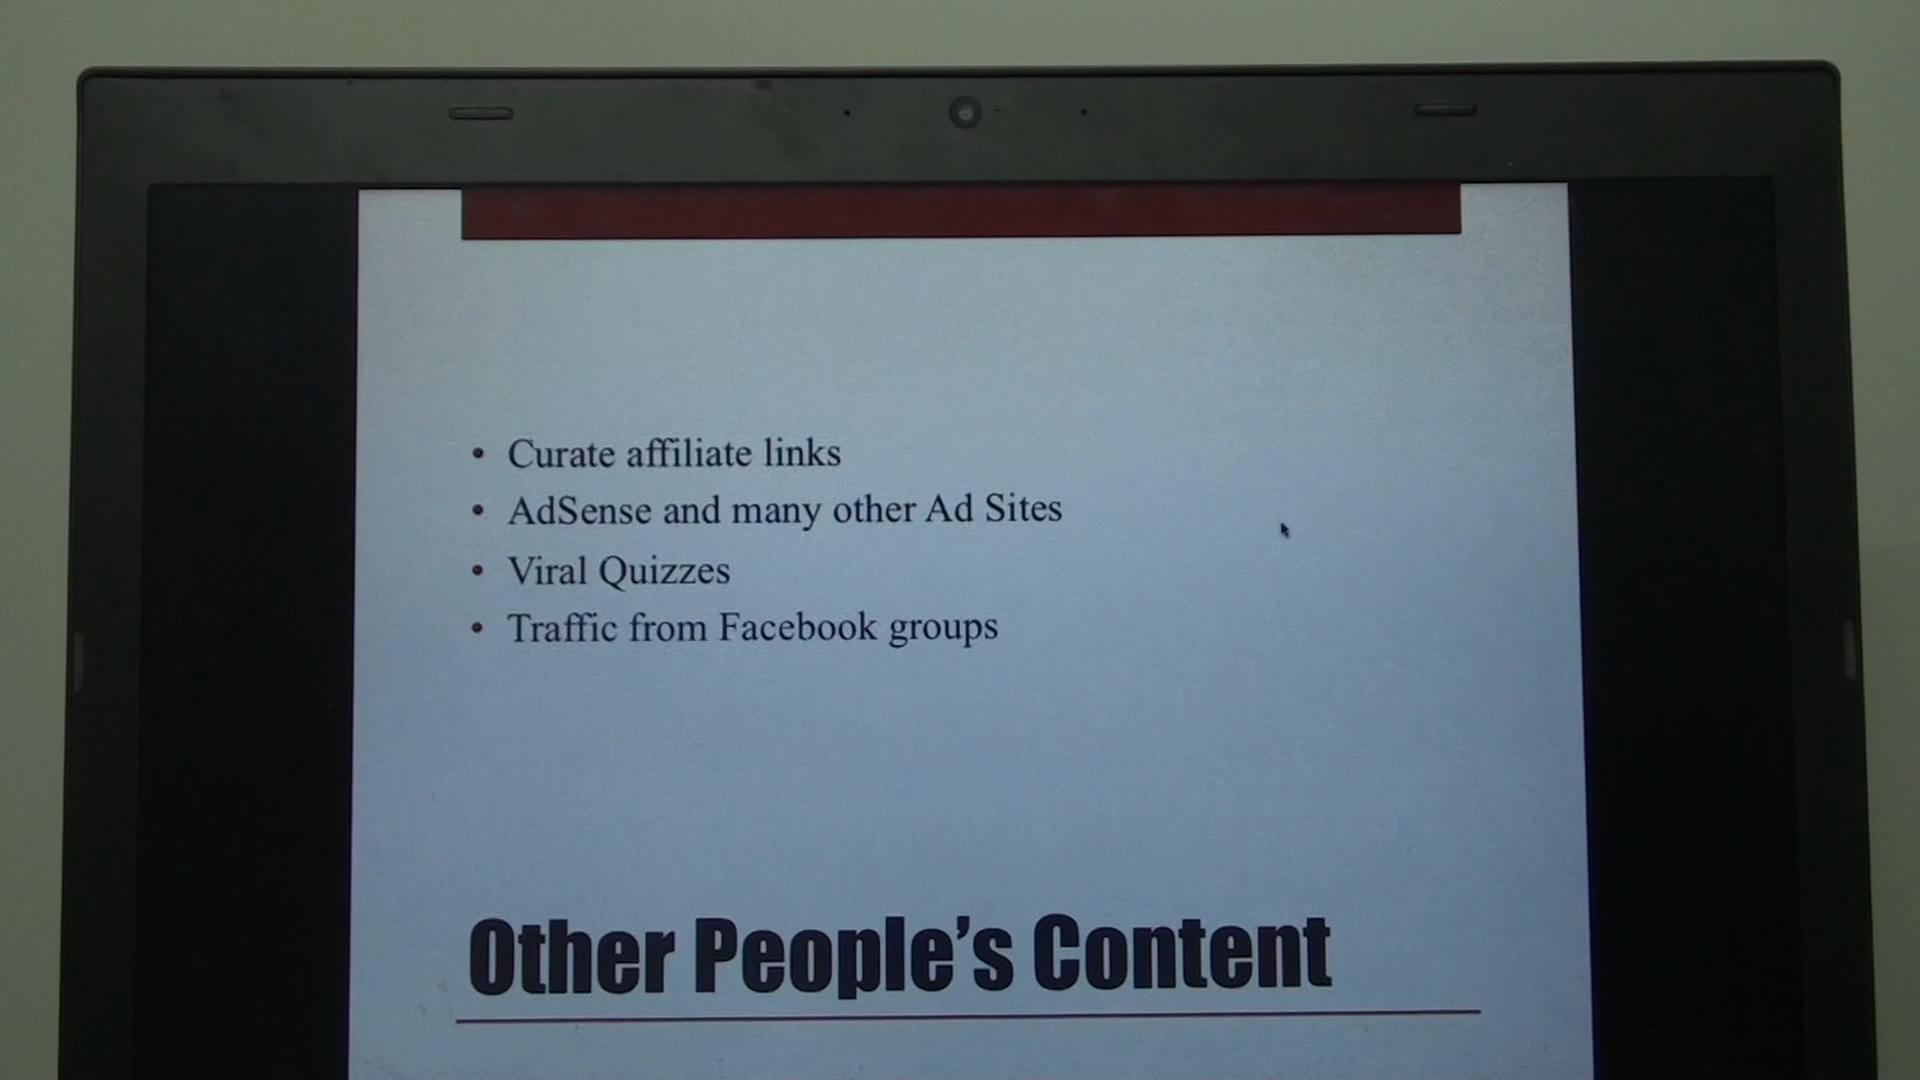 • Curate affiliate links
• AdSense and many other Ad Sites
• Viral Quizzes
• Traffic from Facebook groups
Other People’s Content